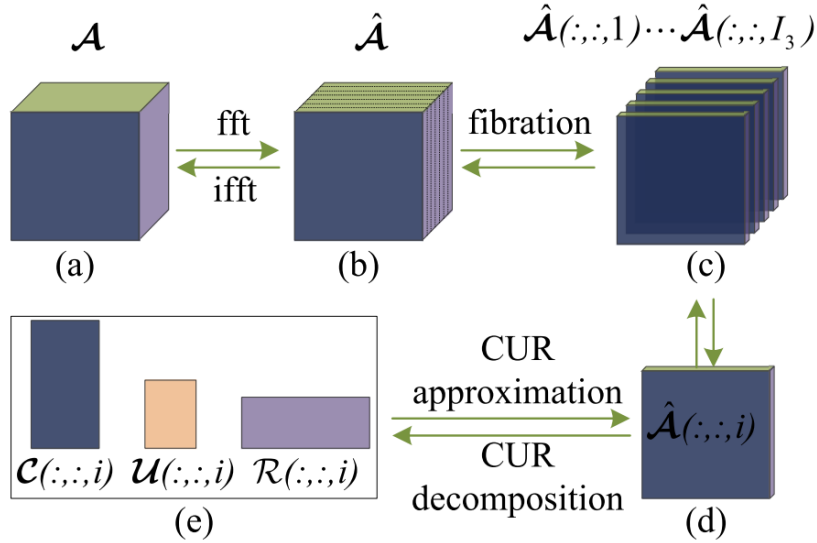 𝓐
𝓐̂
𝓐̂(:,:,1)⋯𝓐̂(:,:,I₃)
fft
ifft
fibration
(a)
(b)
(c)
CUR
approximation
CUR
decomposition
𝓐̂(:,:,i)
𝓒(:,:,i)
𝓤(:,:,i)
ℛ(:,:,i)
(e)
(d)